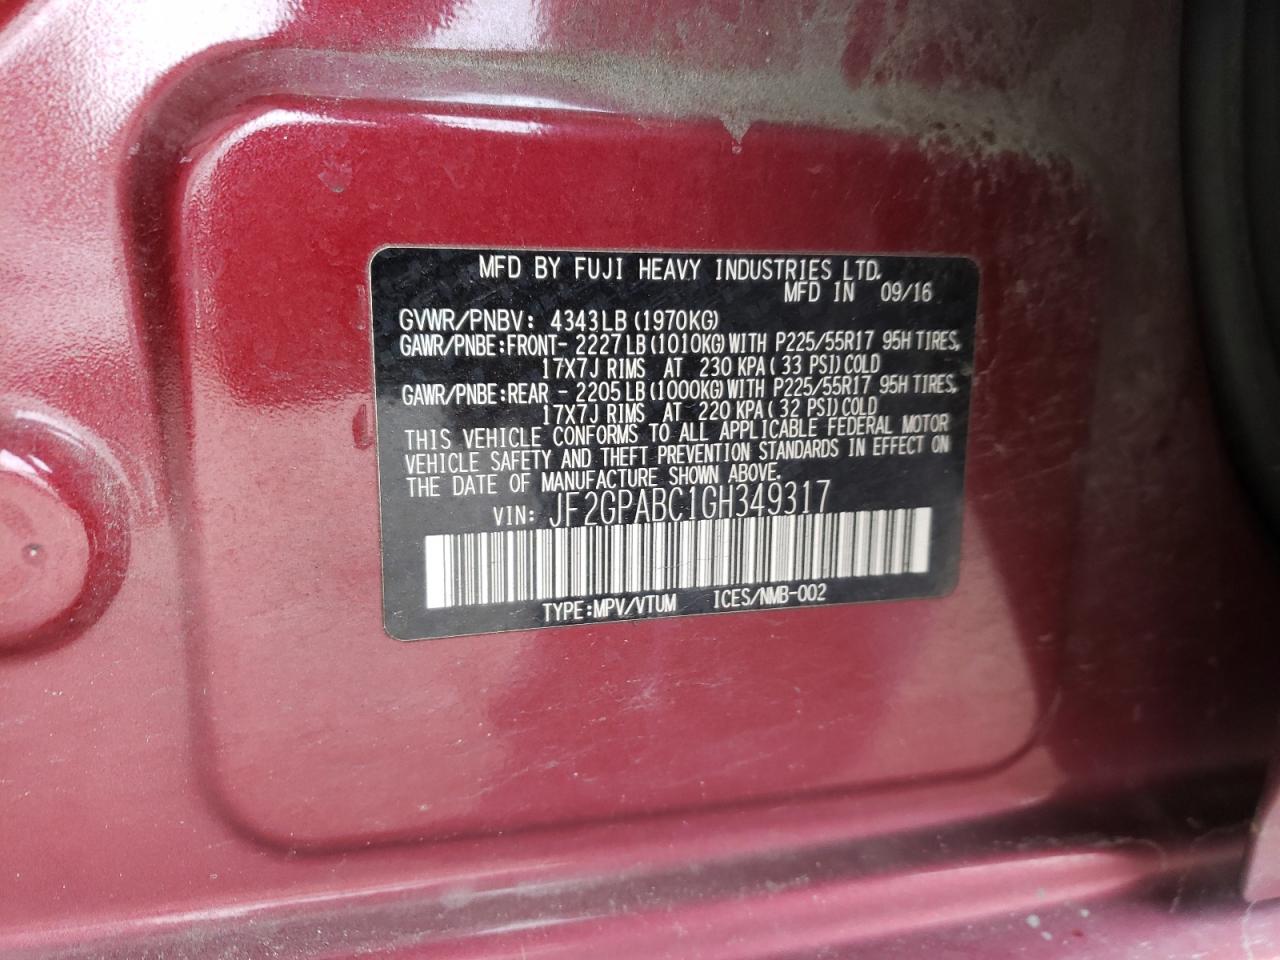 MFD BY FUJI HEAVY INDUSTRIES LTD.
MFD IN 09/16
GVWR/PNBV: 4343LB (1970KG)
GAWR/PNBE:FRONT- 2227LB (1010KG) WITH P225/55R17 95H TIRES,
17X7J RIMS AT 230 KPA ( 33 PSI) COLD
GAWR/PNBE:REAR - 2205LB (1000KG) WITH P225/55R17 95H TIRES,
17X7J RIMS AT 220 KPA ( 32 PSI) COLD
THIS VEHICLE CONFORMS TO ALL APPLICABLE FEDERAL MOTOR
VEHICLE SAFETY AND THEFT PREVENTION STANDARDS IN EFFECT ON
THE DATE OF MANUFACTURE SHOWN ABOVE.
VIN: JF2GPABC1GH349317
TYPE:MPV/VTUM ICES/NMB-002